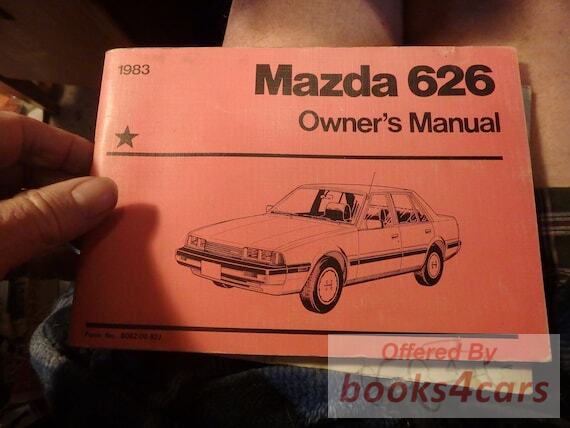 1983
Mazda 626
Owner's Manual
Offered By
books4cars